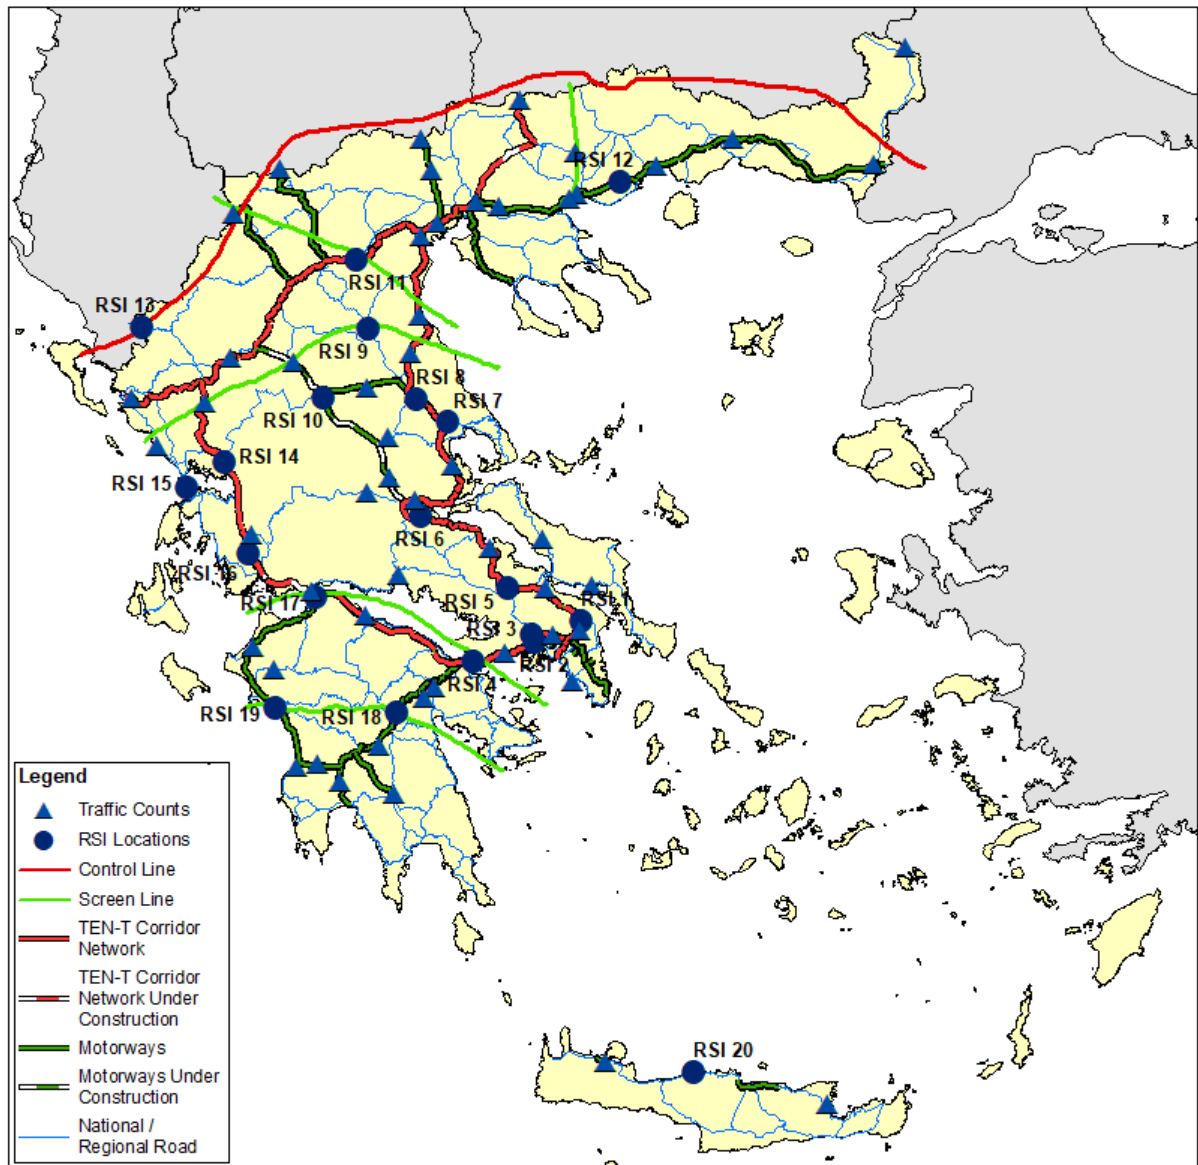 RSI 12
RSI 11
RSI 13
RSI 9
RSI 8
RSI 7
RSI 10
RSI 14
RSI 15
RSI 6
RSI 16
RSI 5
RSI 1
RSI 17
RSI 3
RSI 2
RSI 4
RSI 19
RSI 18
Legend
Traffic Counts
RSI Locations
Control Line
Screen Line
TEN-T Corridor
Network
TEN-T Corridor
Network Under
Construction
Motorways
Motorways Under
Construction
National /
Regional Road
RSI 20